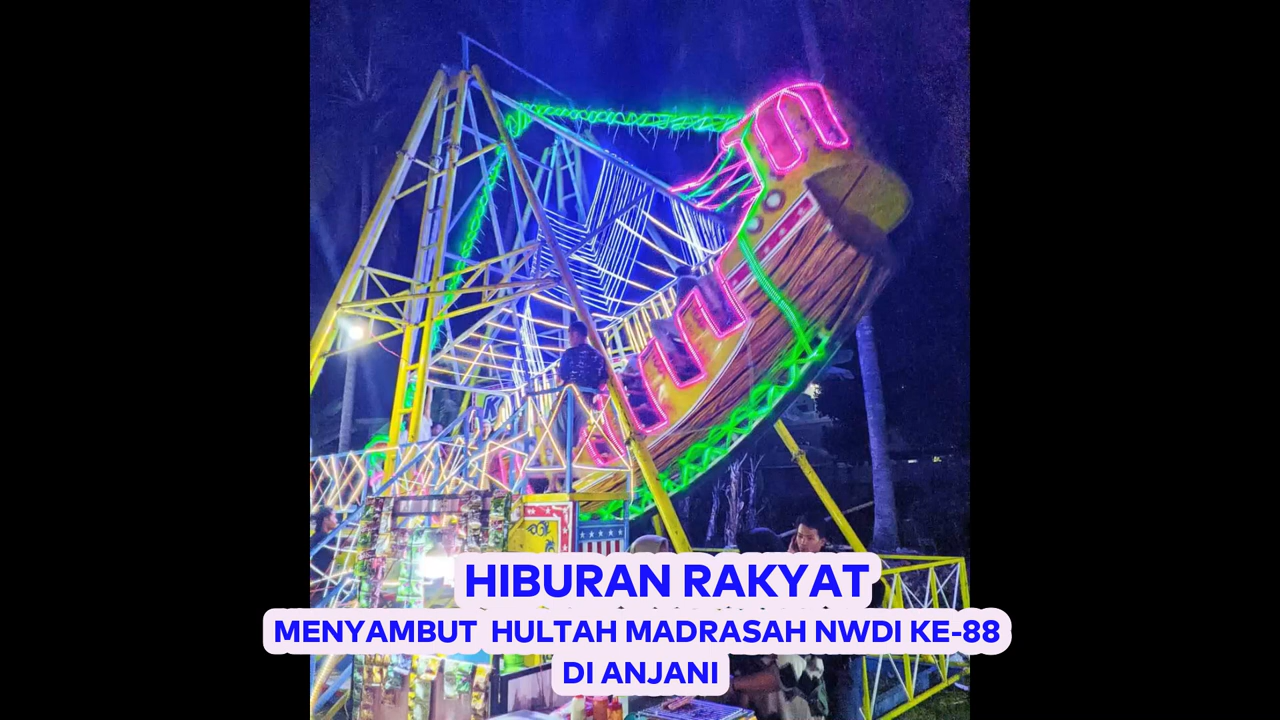 HIBURAN RAKYAT
MENYAMBUT HULTAH MADRASAH NWDI KE-88
DI ANJANI